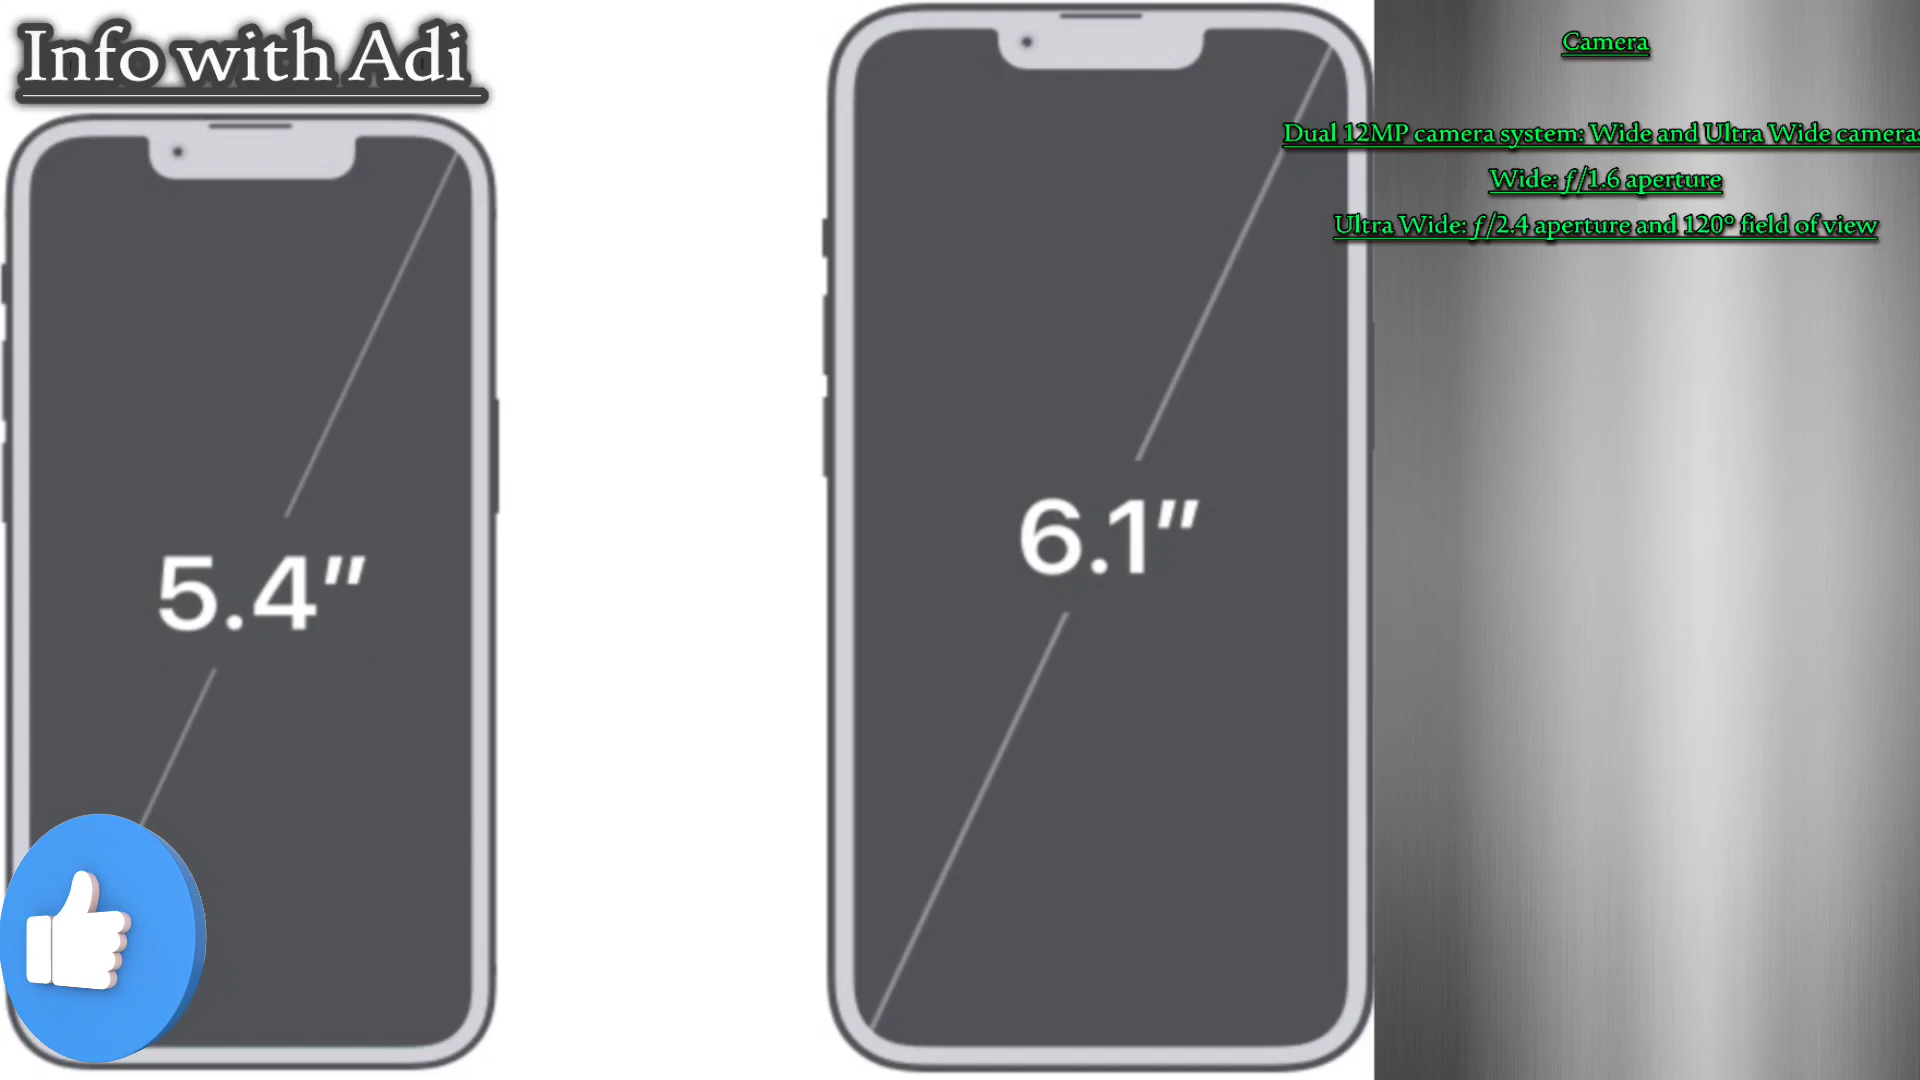 Info with Adi
5.4″
6.1″
Camera
Dual 12MP camera system: Wide and Ultra Wide cameras
Wide: ƒ/1.6 aperture
Ultra Wide: ƒ/2.4 aperture and 120° field of view